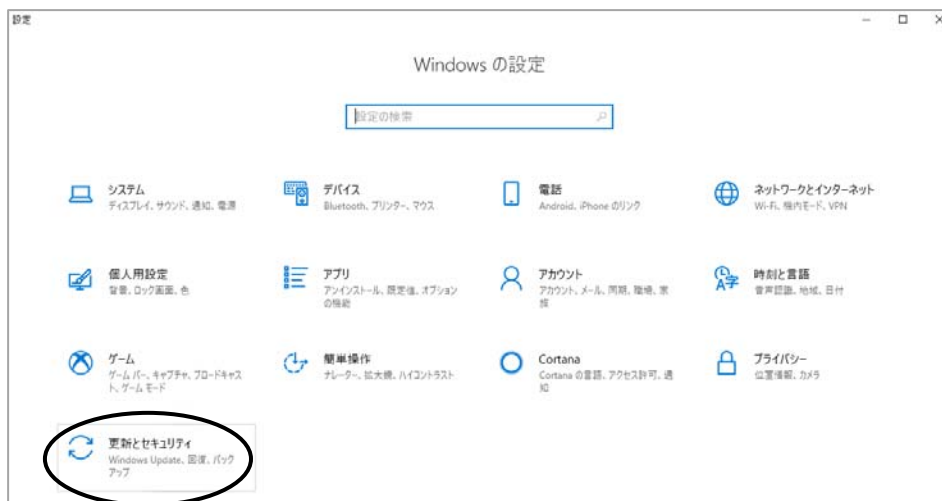 設定
Windows の設定
設定の検索
システム
ディスプレイ、サウンド、通知、電源
デバイス
Bluetooth、プリンター、マウス
電話
Android、iPhone のリンク
ネットワークとインターネット
Wi-Fi、機内モード、VPN
個人用設定
背景、ロック画面、色
アプリ
アンインストール、既定値、オプション
の機能
アカウント
アカウント、メール、同期、職場、家
族
時刻と言語
音声認識、地域、日付
ゲーム
ゲーム バー、キャプチャ、ブロードキャス
ト、ゲーム モード
簡単操作
ナレーター、拡大鏡、ハイコントラスト
Cortana
Cortana の言語、アクセス許可、通
知
プライバシー
位置情報、カメラ
更新とセキュリティ
Windows Update、回復、バック
アップ